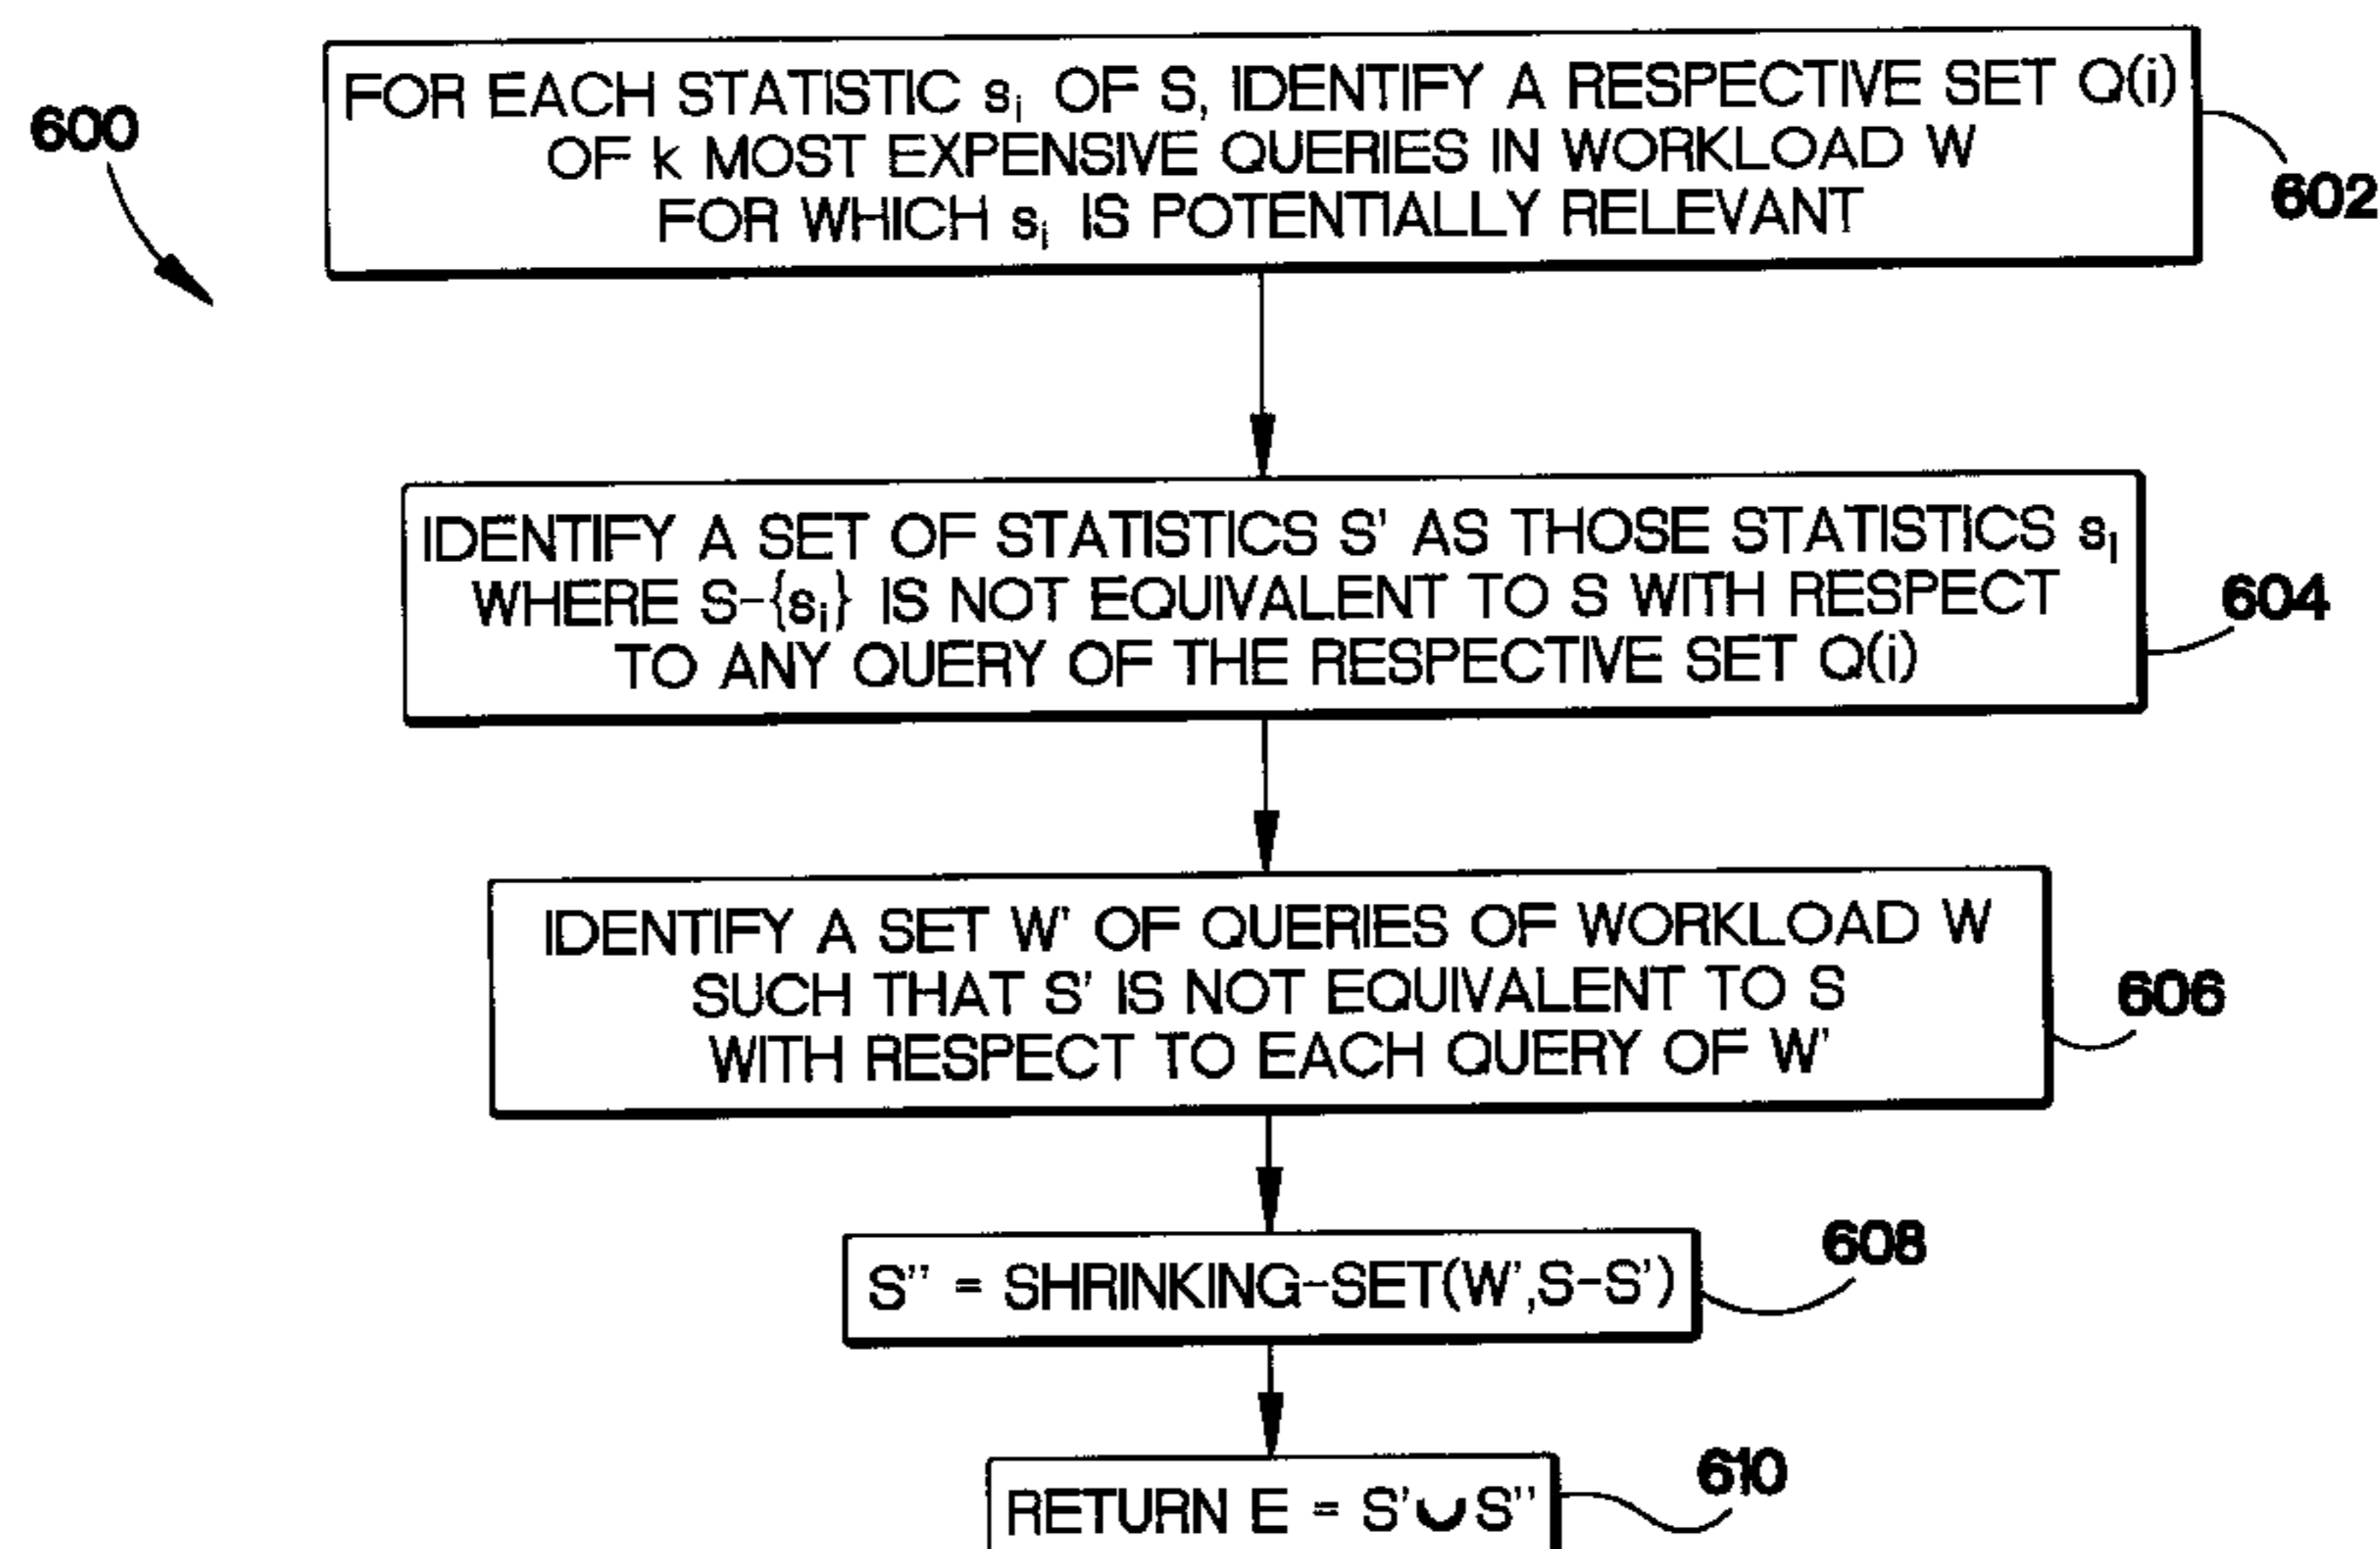 600
FOR EACH STATISTIC si OF S, IDENTIFY A RESPECTIVE SET Q(i)
OF k MOST EXPENSIVE QUERIES IN WORKLOAD W
FOR WHICH si IS POTENTIALLY RELEVANT
602
IDENTIFY A SET OF STATISTICS S' AS THOSE STATISTICS si
WHERE S-{si} IS NOT EQUIVALENT TO S WITH RESPECT
TO ANY QUERY OF THE RESPECTIVE SET Q(i)
604
IDENTIFY A SET W' OF QUERIES OF WORKLOAD W
SUCH THAT S' IS NOT EQUIVALENT TO S
WITH RESPECT TO EACH QUERY OF W'
606
S'' = SHRINKING-SET(W',S-S')
608
RETURN E = S'∪S''
610